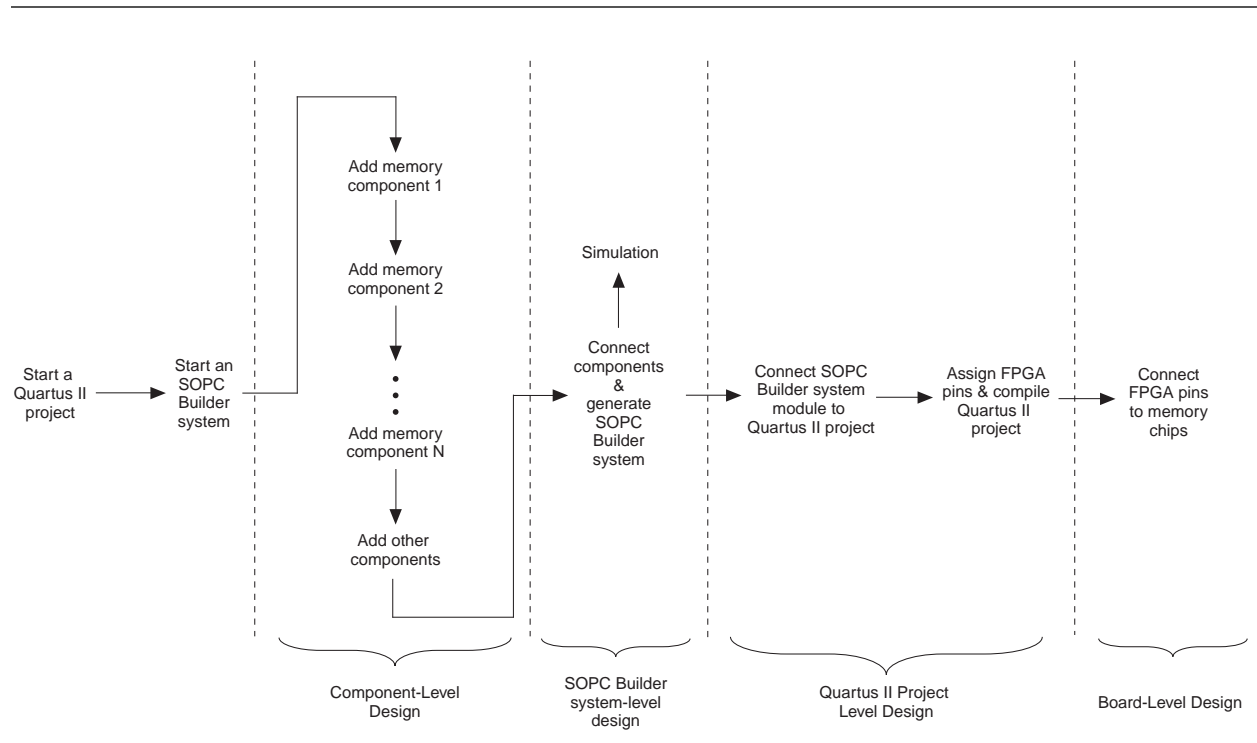 Start a
Quartus II
project
Start an
SOPC
Builder
system
Add memory
component 1
Add memory
component 2
Add memory
component N
Add other
components
Simulation
Connect
components
&
generate
SOPC
Builder
system
Connect SOPC
Builder system
module to
Quartus II project
Assign FPGA
pins & compile
Quartus II
project
Connect
FPGA pins
to memory
chips
Component-Level
Design
SOPC Builder
system-level
design
Quartus II Project
Level Design
Board-Level Design